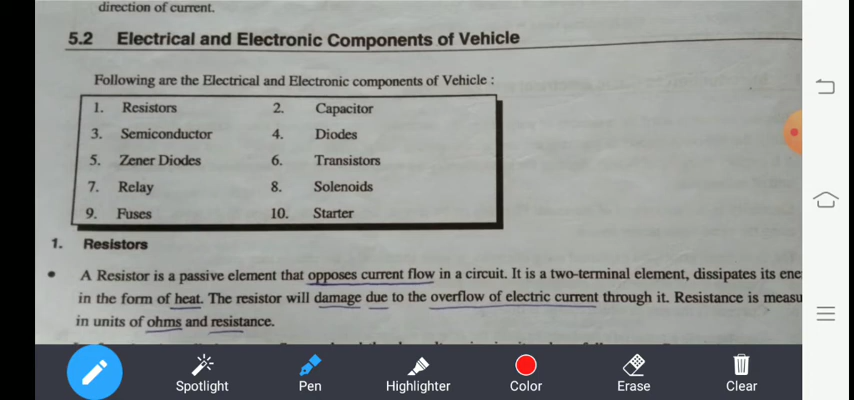 direction of current.
5.2 Electrical and Electronic Components of Vehicle
Following are the Electrical and Electronic components of Vehicle :
1. Resistors 2. Capacitor
3. Semiconductor 4. Diodes
5. Zener Diodes 6. Transistors
7. Relay 8. Solenoids
9. Fuses 10. Starter
1. Resistors
• A Resistor is a passive element that opposes current flow in a circuit. It is a two-terminal element, dissipates its ene
in the form of heat. The resistor will damage due to the overflow of electric current through it. Resistance is measu
in units of ohms and resistance.
Spotlight Pen Highlighter Color Erase Clear